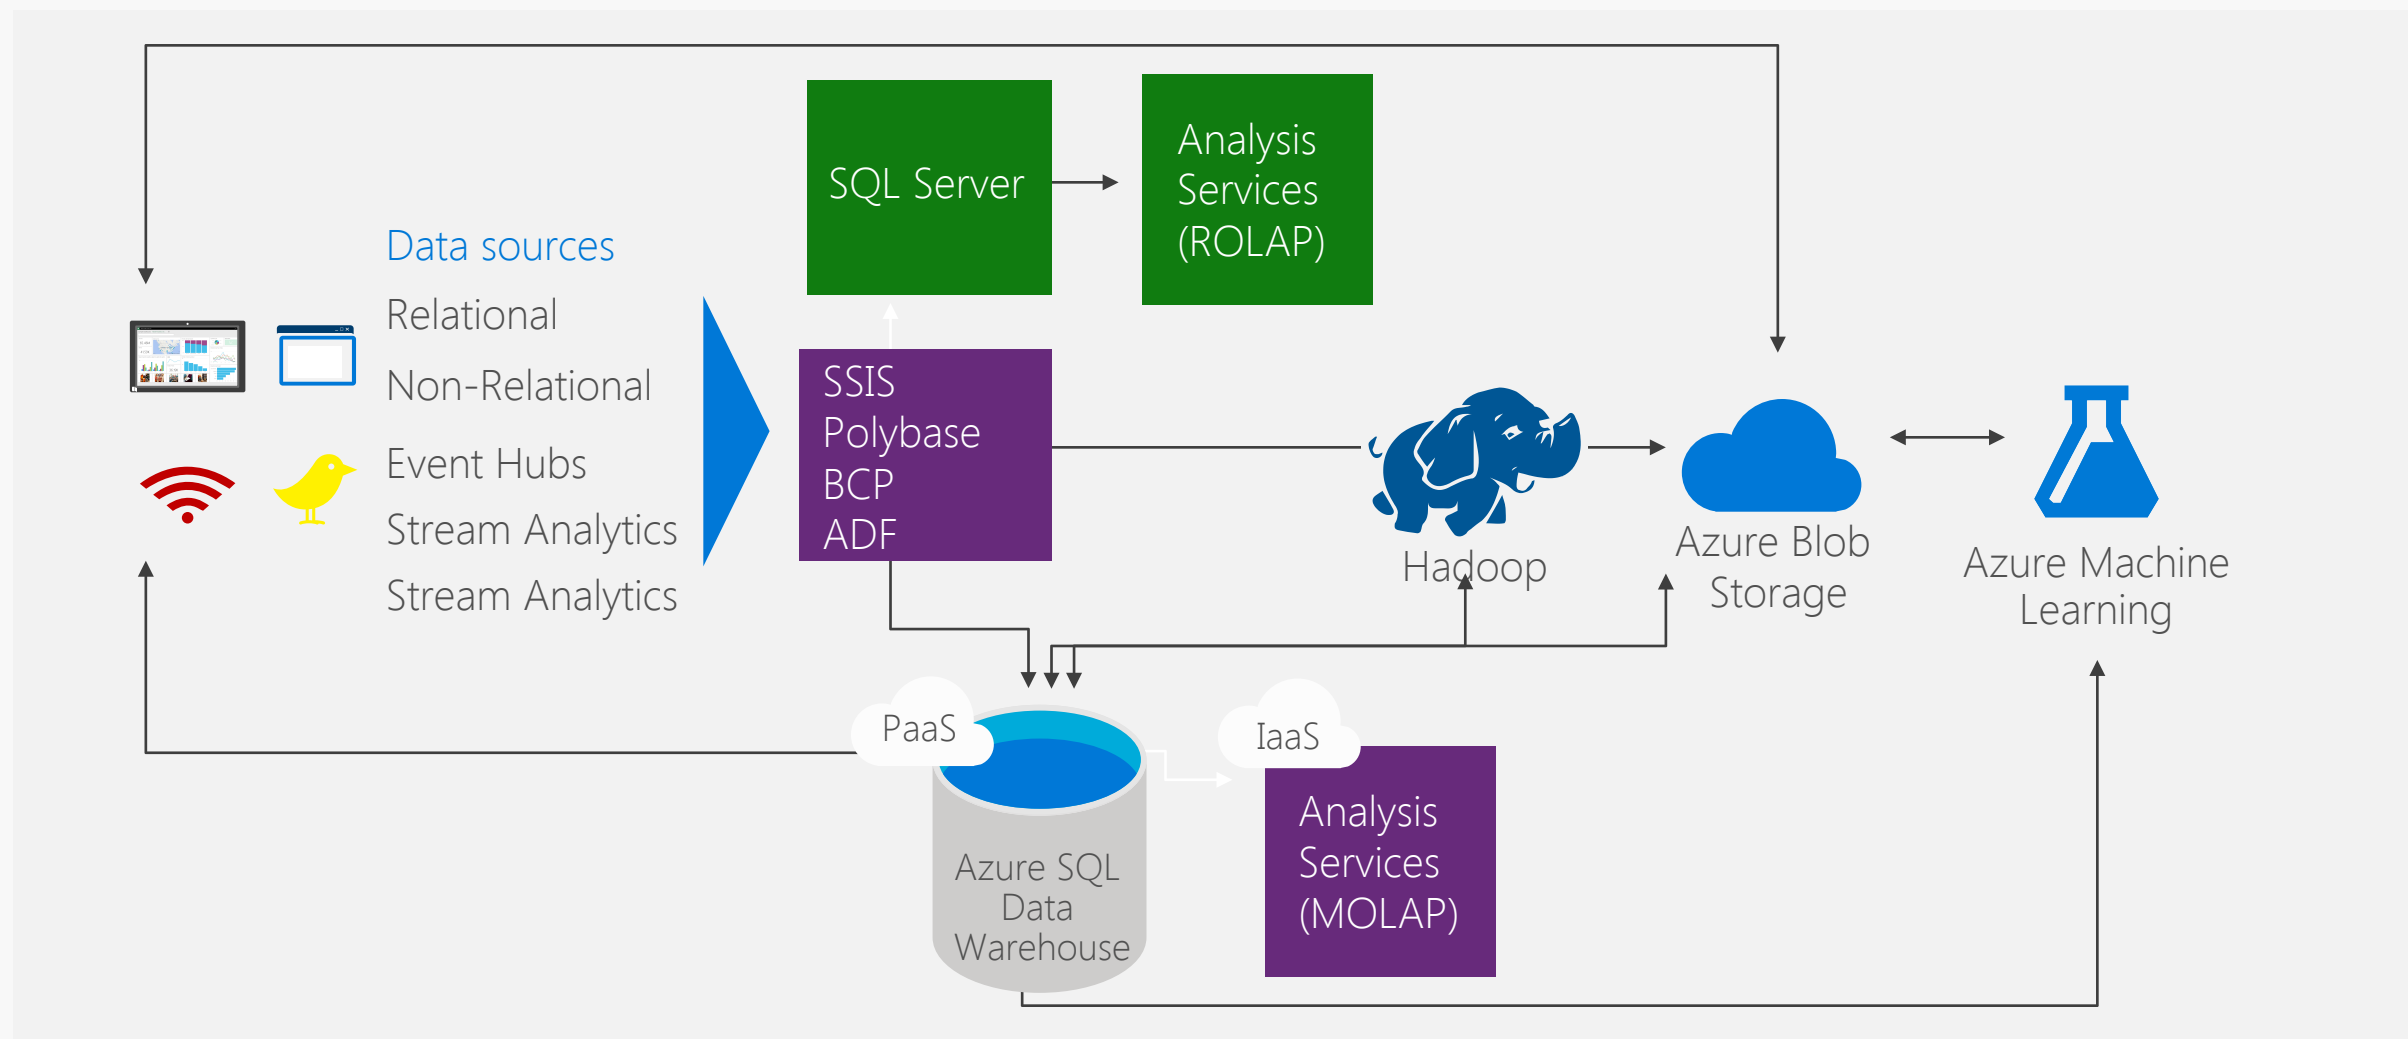 Data sources
Relational
Non-Relational
Event Hubs
Stream Analytics
Stream Analytics
SQL Server
Analysis
Services
(ROLAP)
SSIS
Polybase
BCP
ADF
Hadoop
Azure Blob
Storage
Azure Machine
Learning
PaaS
Azure SQL
Data
Warehouse
IaaS
Analysis
Services
(MOLAP)